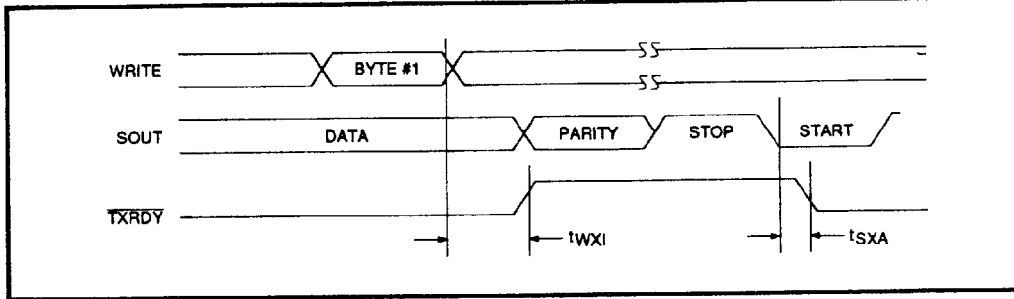 WRITE
BYTE #1
SOUT
DATA
PARITY
STOP
START
TXRDY
tWXI
tSXA